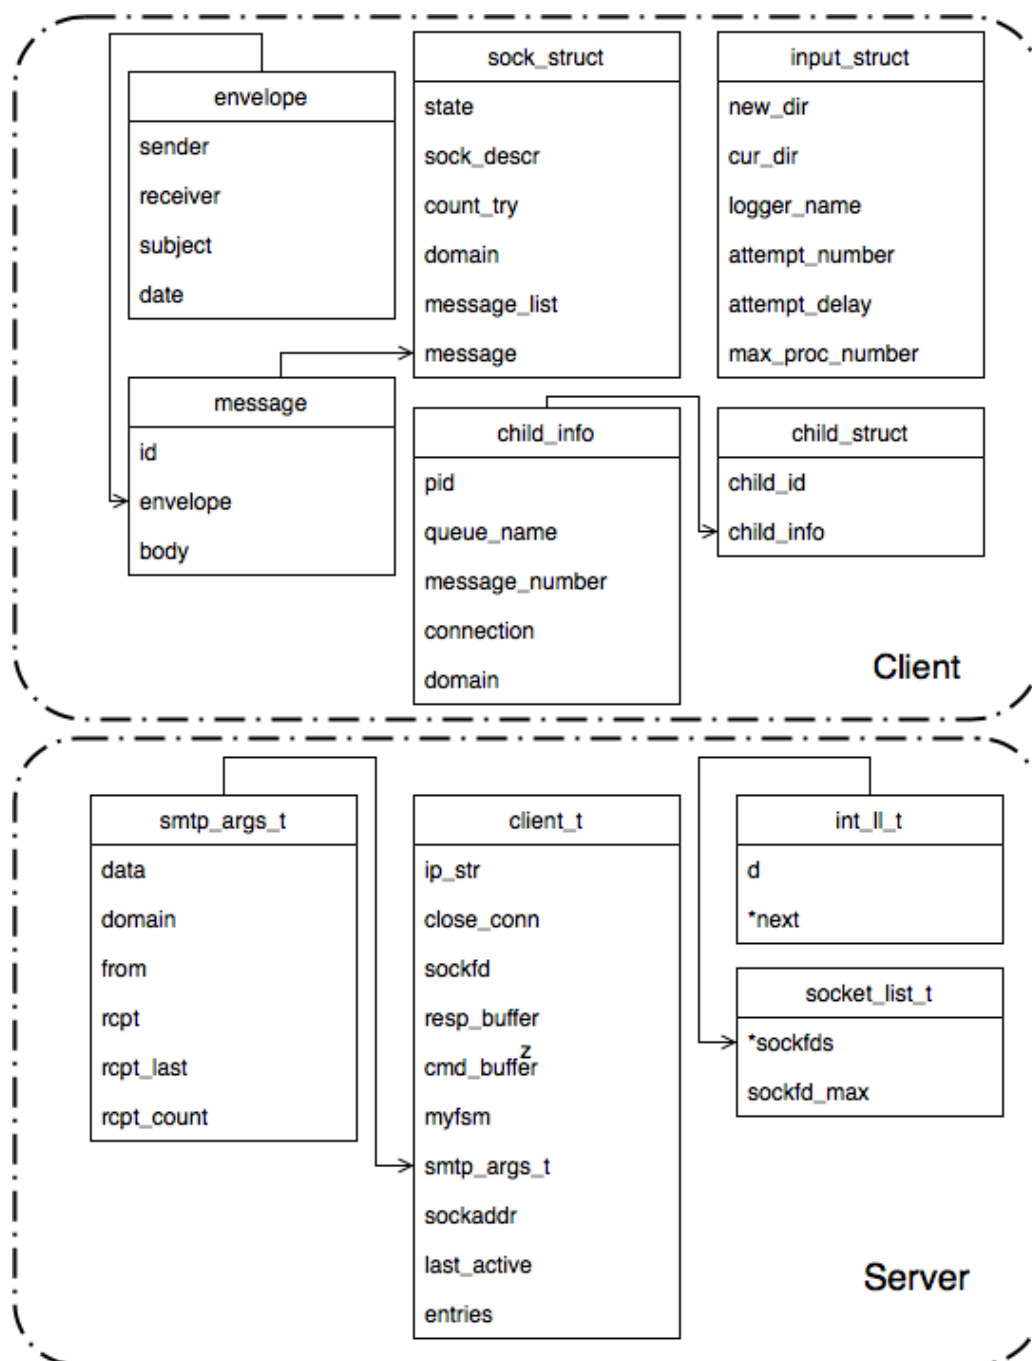 envelope
sender
receiver
subject
date
sock_struct
state
sock_descr
count_try
domain
message_list
message
input_struct
new_dir
cur_dir
logger_name
attempt_number
attempt_delay
max_proc_number
message
id
envelope
body
child_info
pid
queue_name
message_number
connection
domain
child_struct
child_id
child_info
Client
smtp_args_t
data
domain
from
rcpt
rcpt_last
rcpt_count
client_t
ip_str
close_conn
sockfd
resp_buffer
z
cmd_buffer
myfsm
smtp_args_t
sockaddr
last_active
entries
int_ll_t
d
*next
socket_list_t
*sockfds
sockfd_max
Server